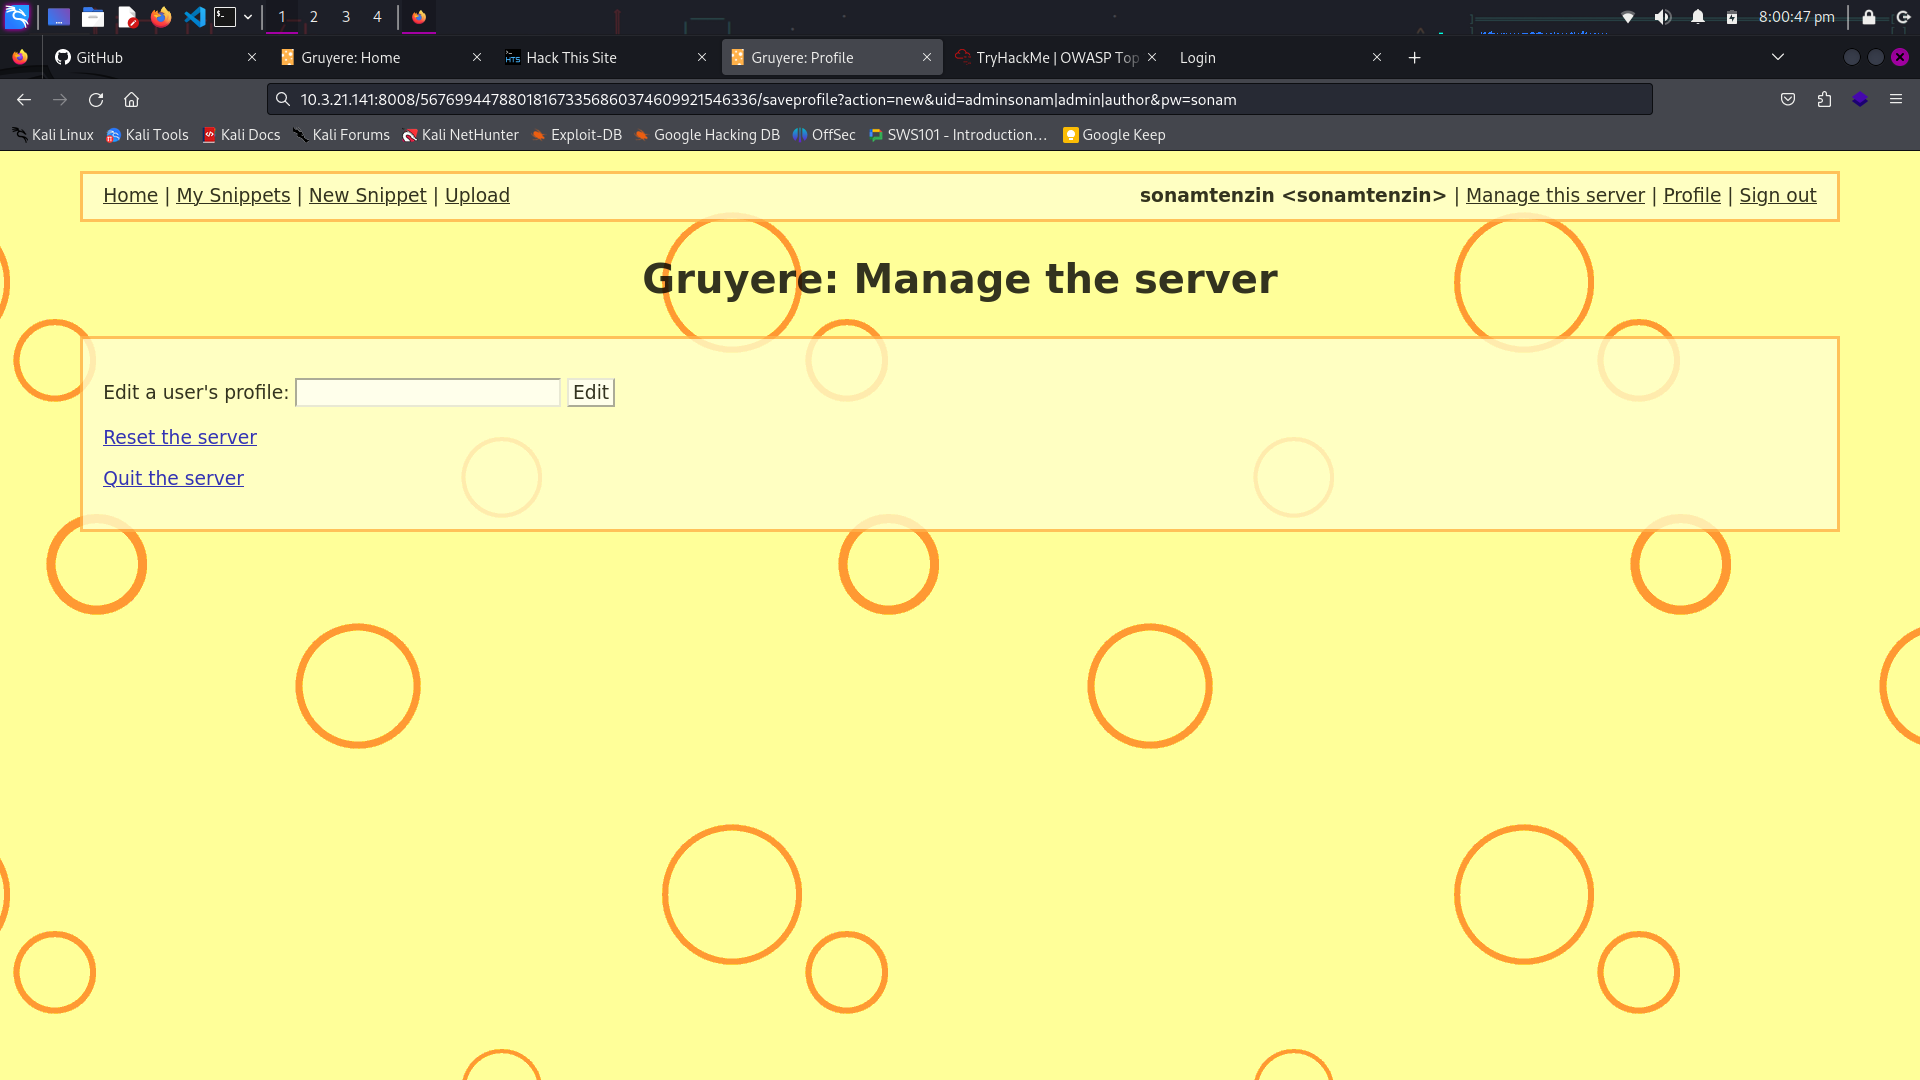 1 2 3 4 8:00:47 pm
GitHub Gruyere: Home Hack This Site Gruyere: Profile TryHackMe | OWASP Top Login
10.3.21.141:8008/567699447880181673356860374609921546336/saveprofile?action=new&uid=adminsonam|admin|author&pw=sonam
Kali Linux Kali Tools Kali Docs Kali Forums Kali NetHunter Exploit-DB Google Hacking DB OffSec SWS101 - Introduction… Google Keep
Home | My Snippets | New Snippet | Upload sonamtenzin <sonamtenzin> | Manage this server | Profile | Sign out
Gruyere: Manage the server
Edit a user's profile: Edit
Reset the server
Quit the server